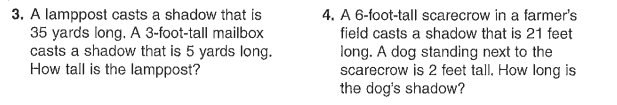 3. A lamppost casts a shadow that is
35 yards long. A 3-foot-tall mailbox
casts a shadow that is 5 yards long.
How tall is the lamppost?
4. A 6-foot-tall scarecrow in a farmer's
field casts a shadow that is 21 feet
long. A dog standing next to the
scarecrow is 2 feet tall. How long is
the dog's shadow?